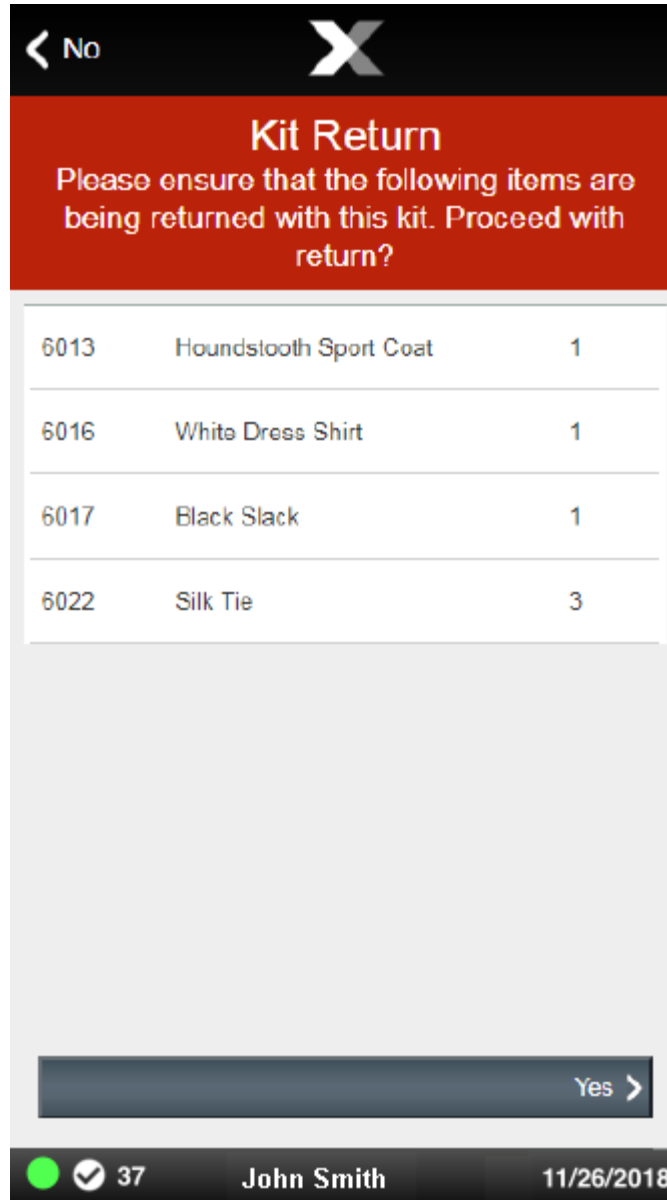 No
Kit Return
Please ensure that the following items are
being returned with this kit. Proceed with
return?
6013 Houndstooth Sport Coat 1
6016 White Dress Shirt 1
6017 Black Slack 1
6022 Silk Tie 3
Yes
37 John Smith 11/26/2018